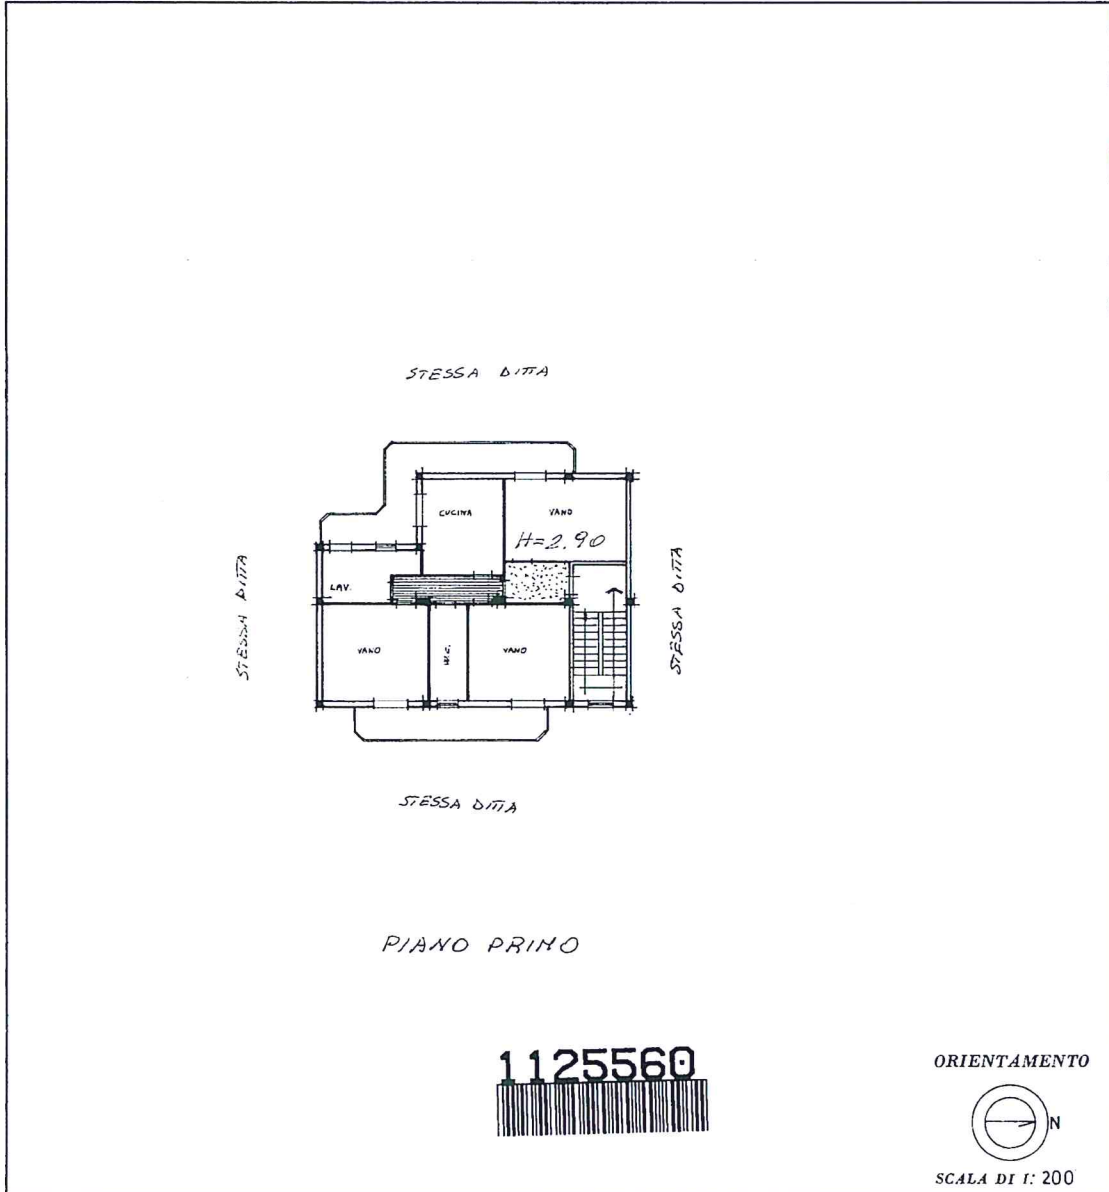 STESSA DITTA
CUCINA
VANO
H=2.90
LAV.
STESSA DITTA
STESSA DITTA
VANO
W.C.
VANO
STESSA DITTA
PIANO PRIMO
1125560
ORIENTAMENTO
N
SCALA DI 1: 200